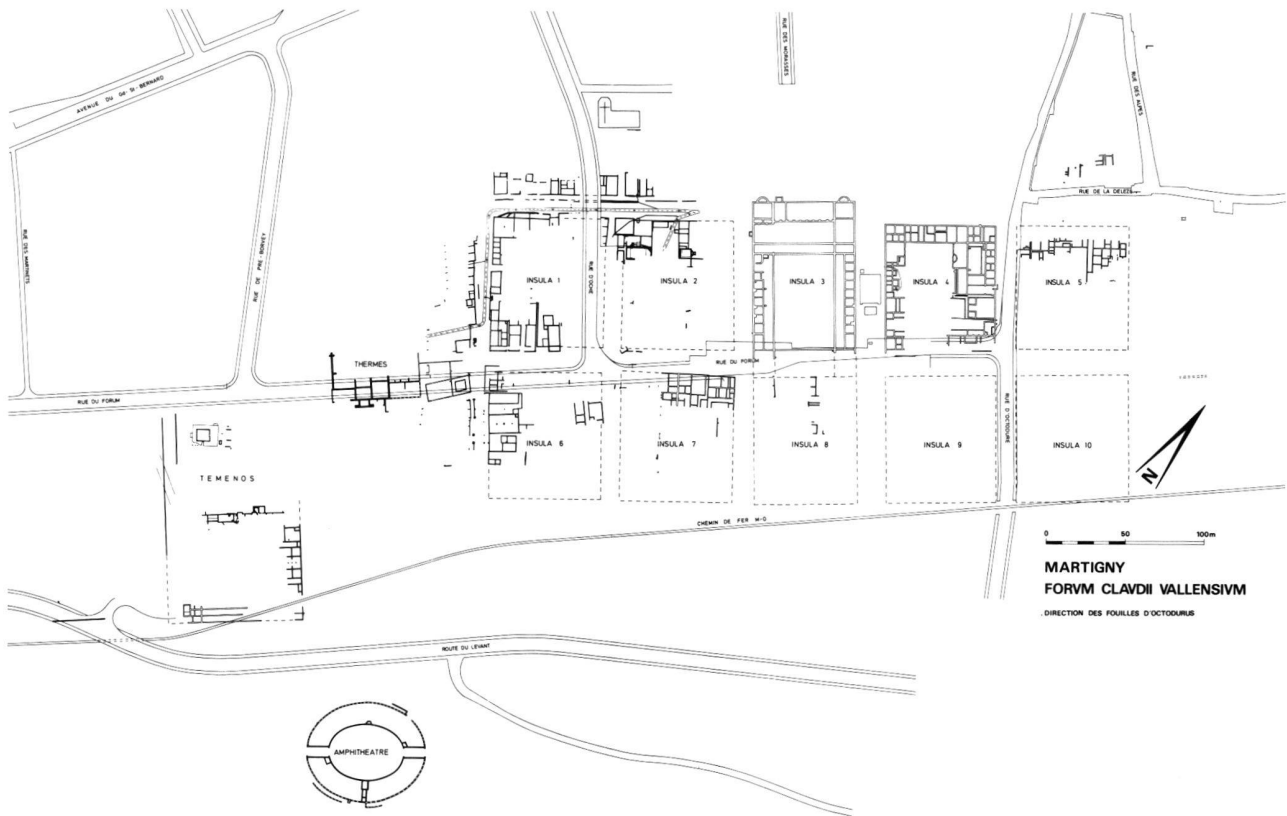 RUE DES MORASSES
AVENUE DU Gd-St-BERNARD
RUE DES ALPES
RUE DE LA DELEZE
RUE DES MARTINETS
RUE DE PRE-BORVEY
RUE D'OCHE
INSULA 1
INSULA 2
INSULA 3
INSULA 4
INSULA 5
THERMES
RUE DU FORUM
RUE DU FORUM
RUE D'OCTODURE
INSULA 6
INSULA 7
INSULA 8
INSULA 9
INSULA 10
N
TEMENOS
CHEMIN DE FER M-O
0 50 100m
MARTIGNY
FORVM CLAVDII VALLENSIVM
DIRECTION DES FOUILLES D'OCTODURUS
ROUTE DU LEVANT
AMPHITHEATRE